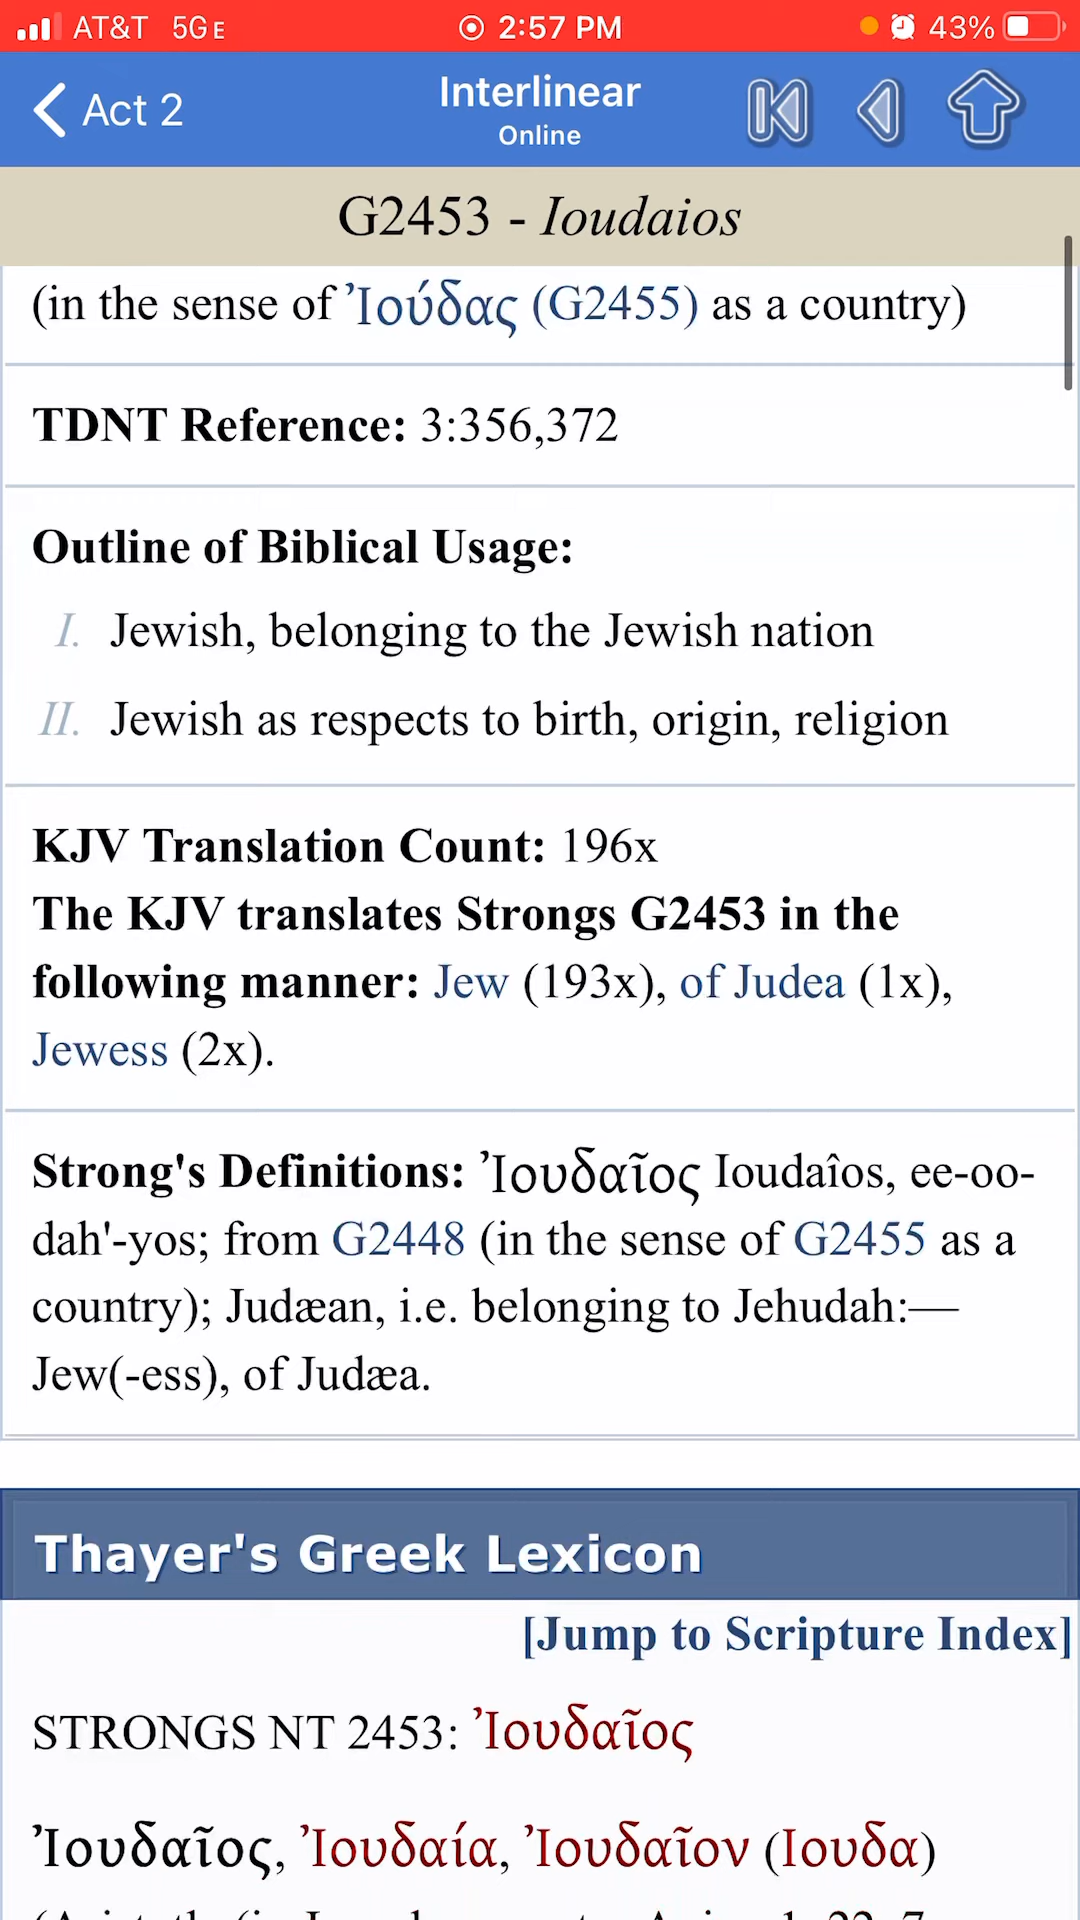 AT&T 5GE 2:57 PM 43%
Act 2 Interlinear
Online
G2453 - Ioudaios
(in the sense of Ἰούδας (G2455) as a country)
TDNT Reference: 3:356,372
Outline of Biblical Usage:
I. Jewish, belonging to the Jewish nation
II. Jewish as respects to birth, origin, religion
KJV Translation Count: 196x
The KJV translates Strongs G2453 in the
following manner: Jew (193x), of Judea (1x),
Jewess (2x).
Strong's Definitions: Ἰουδαῖος Ioudaîos, ee-oo-
dah'-yos; from G2448 (in the sense of G2455 as a
country); Judæan, i.e. belonging to Jehudah:—
Jew(-ess), of Judæa.
Thayer's Greek Lexicon
[Jump to Scripture Index]
STRONGS NT 2453: Ἰουδαῖος
Ἰουδαῖος, Ἰουδαία, Ἰουδαῖον (Ιουδα)